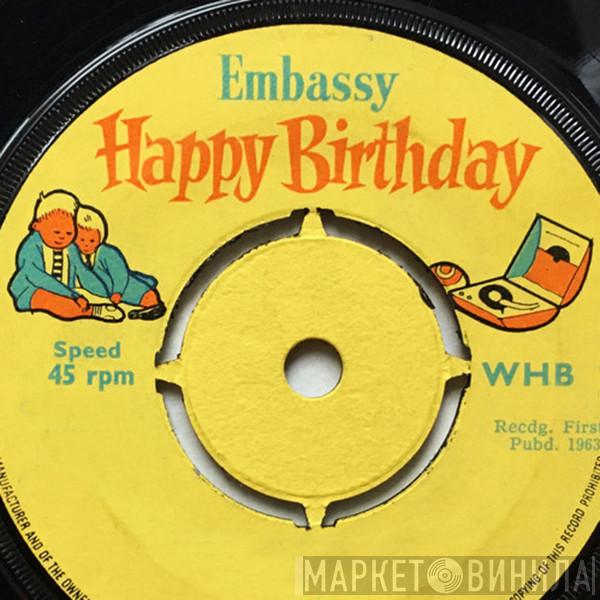 Embassy
Happy Birthday
Speed
45 rpm
WHB
Recdg. First
Pubd. 1963
MANUFACTURER AND OF THE OWNE
COPYING OF THIS RECORD PROHIBITED
МАРКЕТ ВИНИЛА